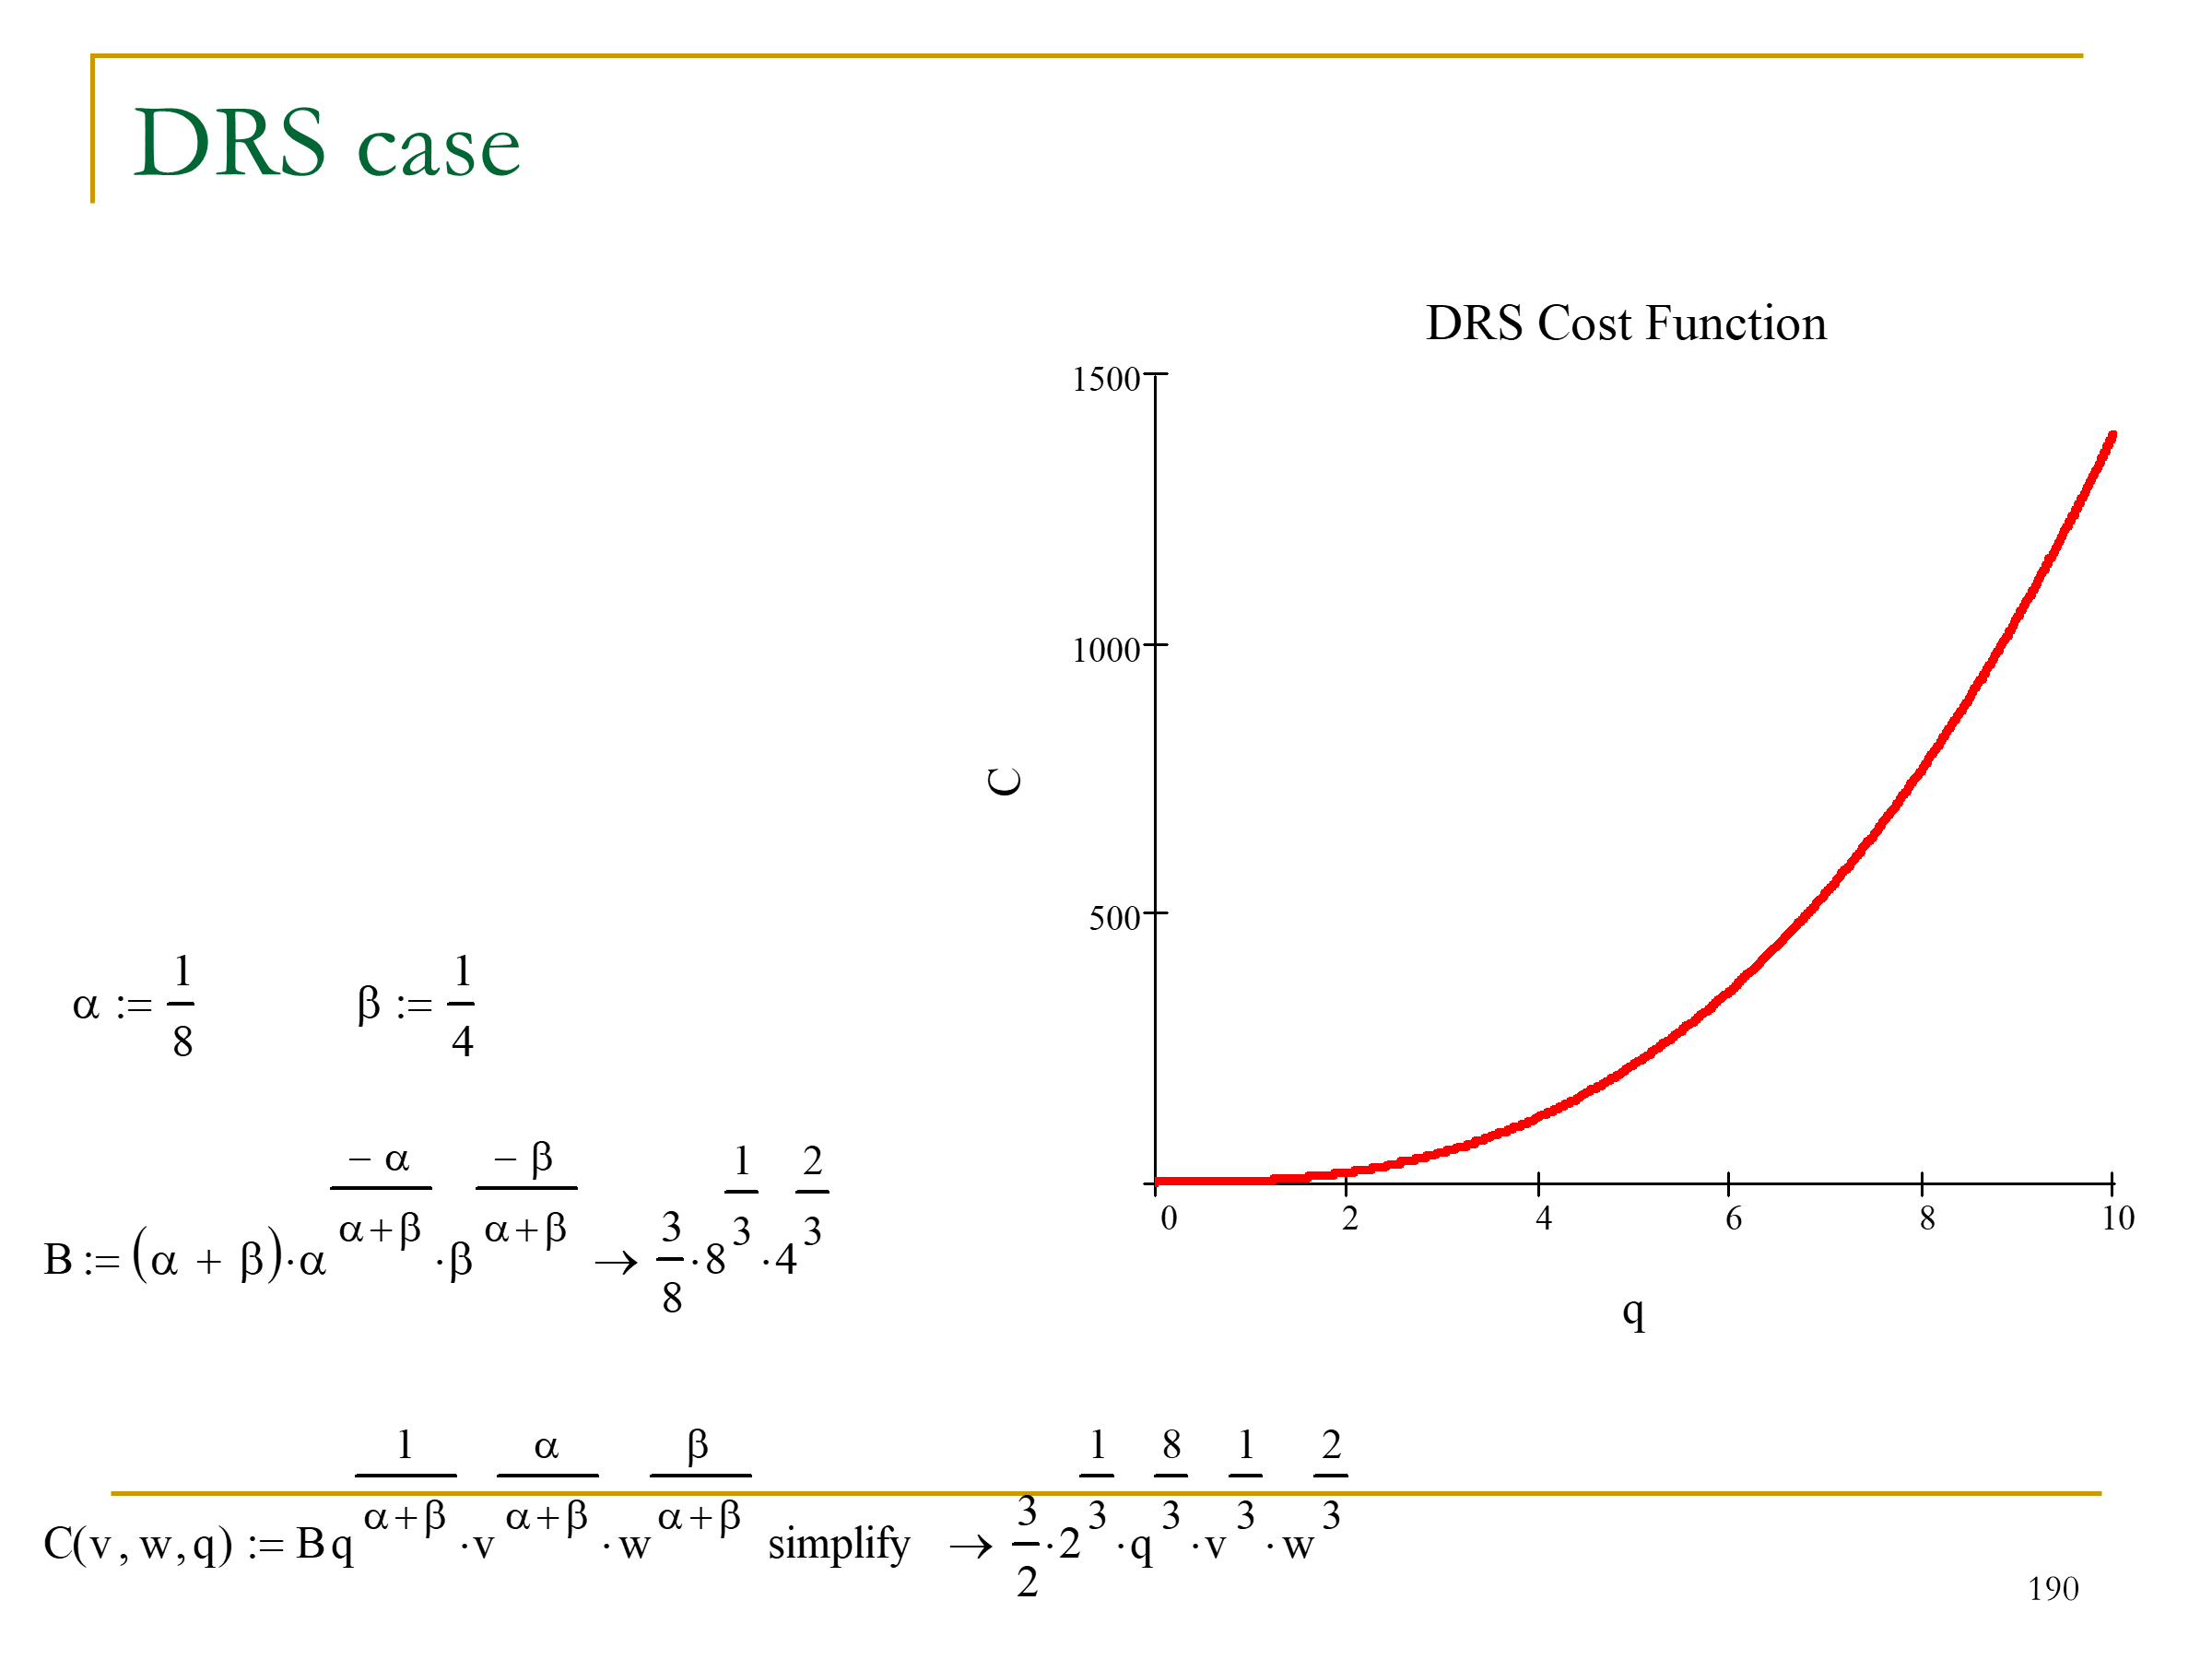 DRS case
DRS Cost Function
1500
1000
500
C
0 2 4 6 8 10
q
α := 1/8 β := 1/4
B := (α + β)·α^(−α/(α+β))·β^(−β/(α+β)) → 3/8·8^(1/3)·4^(2/3)
C(v, w, q) := B q^(1/(α+β))·v^(α/(α+β))·w^(β/(α+β)) simplify → 3/2·2^(1/3)·q^(8/3)·v^(1/3)·w^(2/3)
190